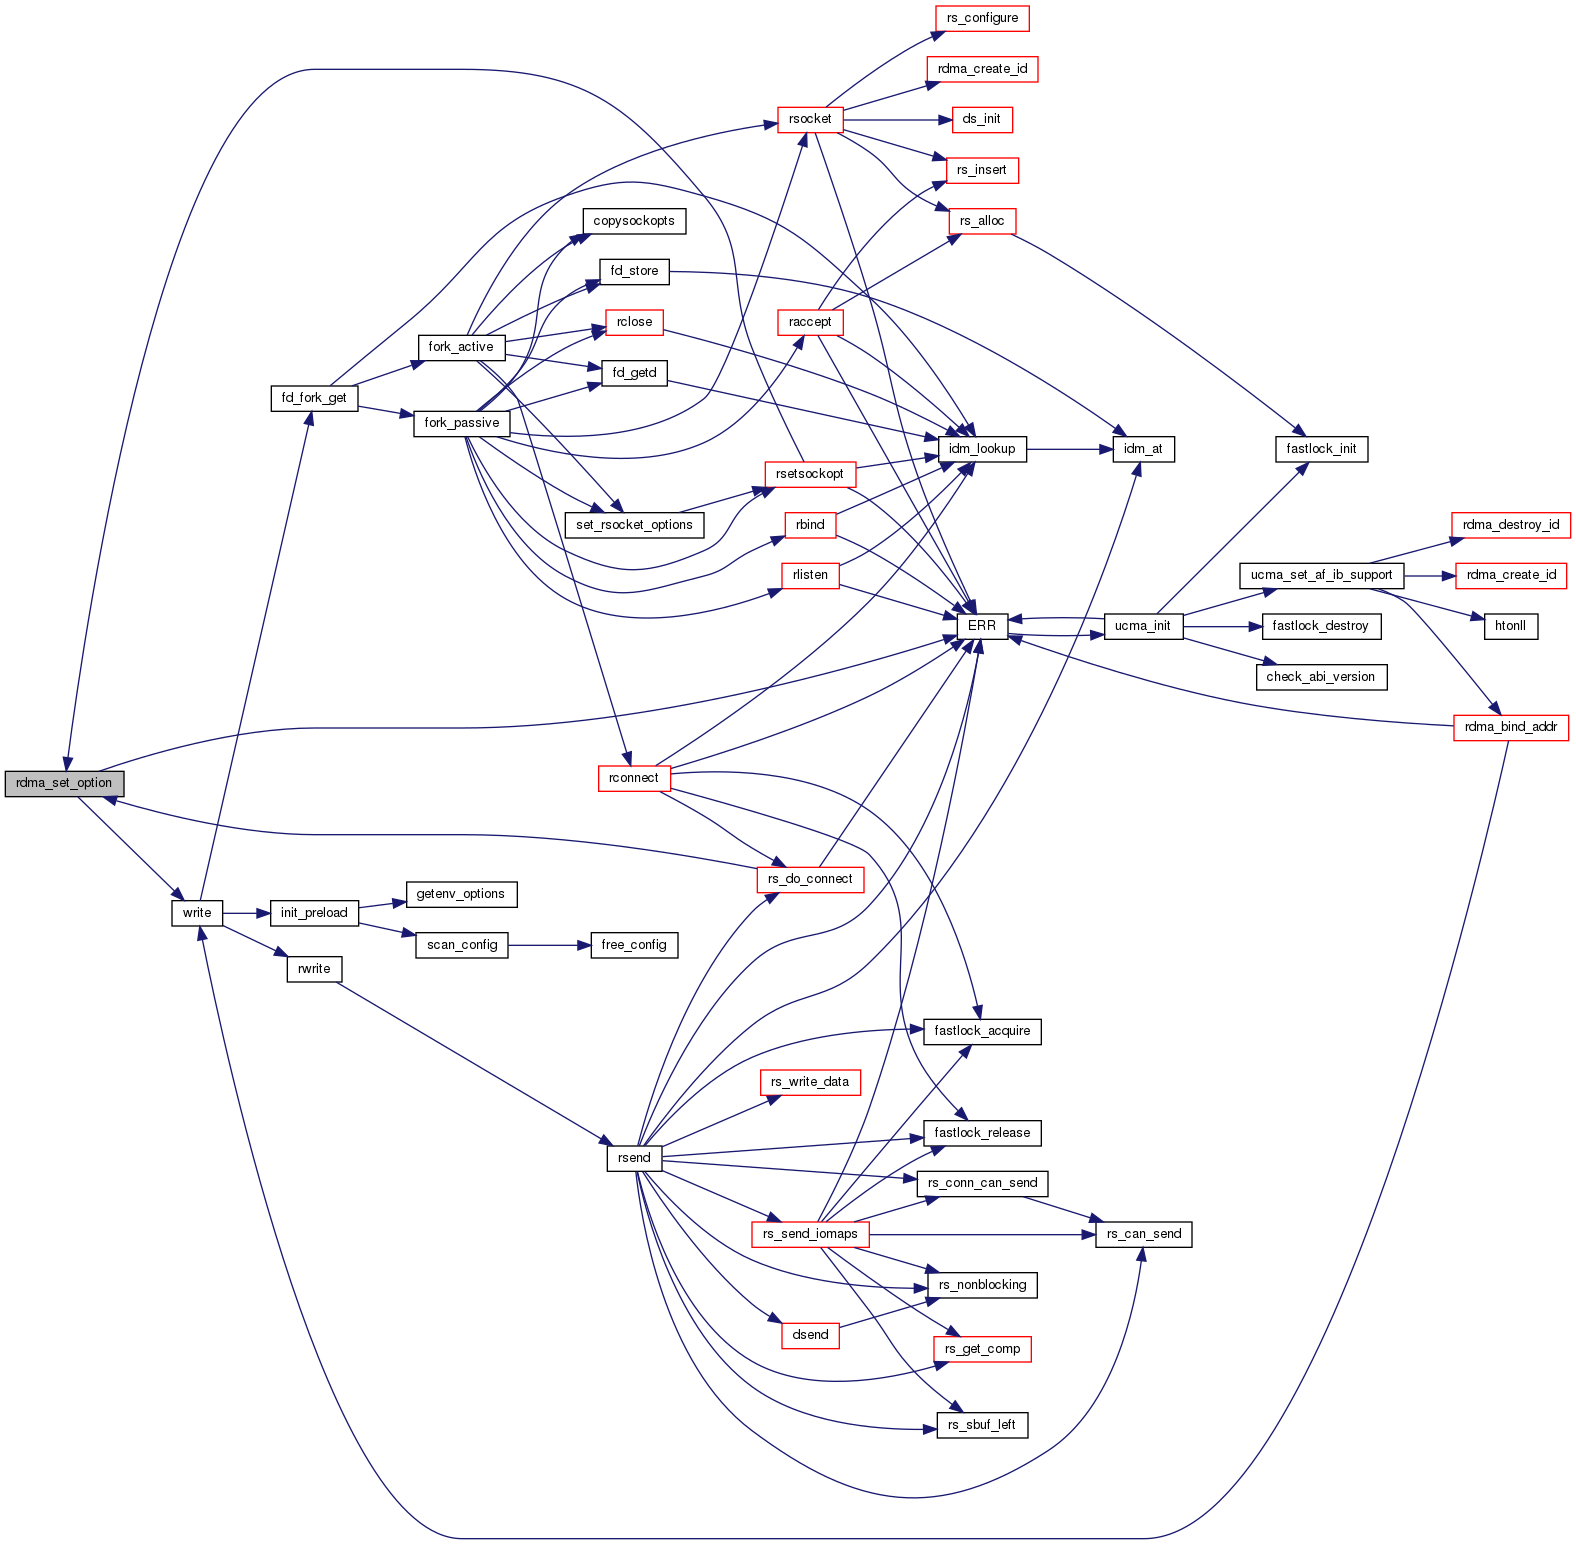 rs_configure
rdma_create_id
rsocket
ds_init
rs_insert
copysockopts
rs_alloc
fd_store
rclose
raccept
fork_active
fd_getd
fd_fork_get
fork_passive
idm_lookup
idm_at
fastlock_init
rsetsockopt
set_rsocket_options
rbind
rdma_destroy_id
rlisten
ucma_set_af_ib_support
rdma_create_id
ERR
ucma_init
fastlock_destroy
htonll
check_abi_version
rdma_bind_addr
rdma_set_option
rconnect
rs_do_connect
getenv_options
write
init_preload
scan_config
free_config
rwrite
fastlock_acquire
rs_write_data
fastlock_release
rsend
rs_conn_can_send
rs_send_iomaps
rs_can_send
rs_nonblocking
dsend
rs_get_comp
rs_sbuf_left